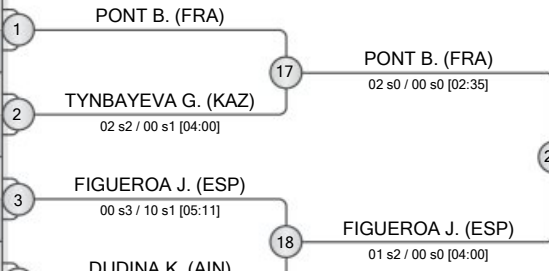 1
PONT B. (FRA)
17
PONT B. (FRA)
02 s0 / 00 s0 [02:35]
2
TYNBAYEVA G. (KAZ)
02 s2 / 00 s1 [04:00]
3
FIGUEROA J. (ESP)
00 s3 / 10 s1 [05:11]
18
FIGUEROA J. (ESP)
01 s2 / 00 s0 [04:00]
DUDINA K. (AIN)